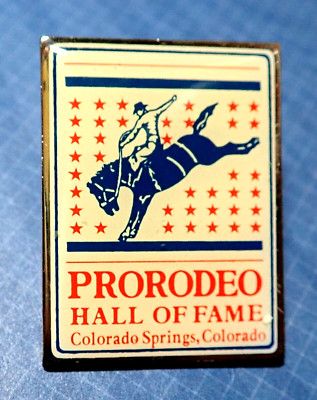 PRORODEO
HALL OF FAME
Colorado Springs, Colorado